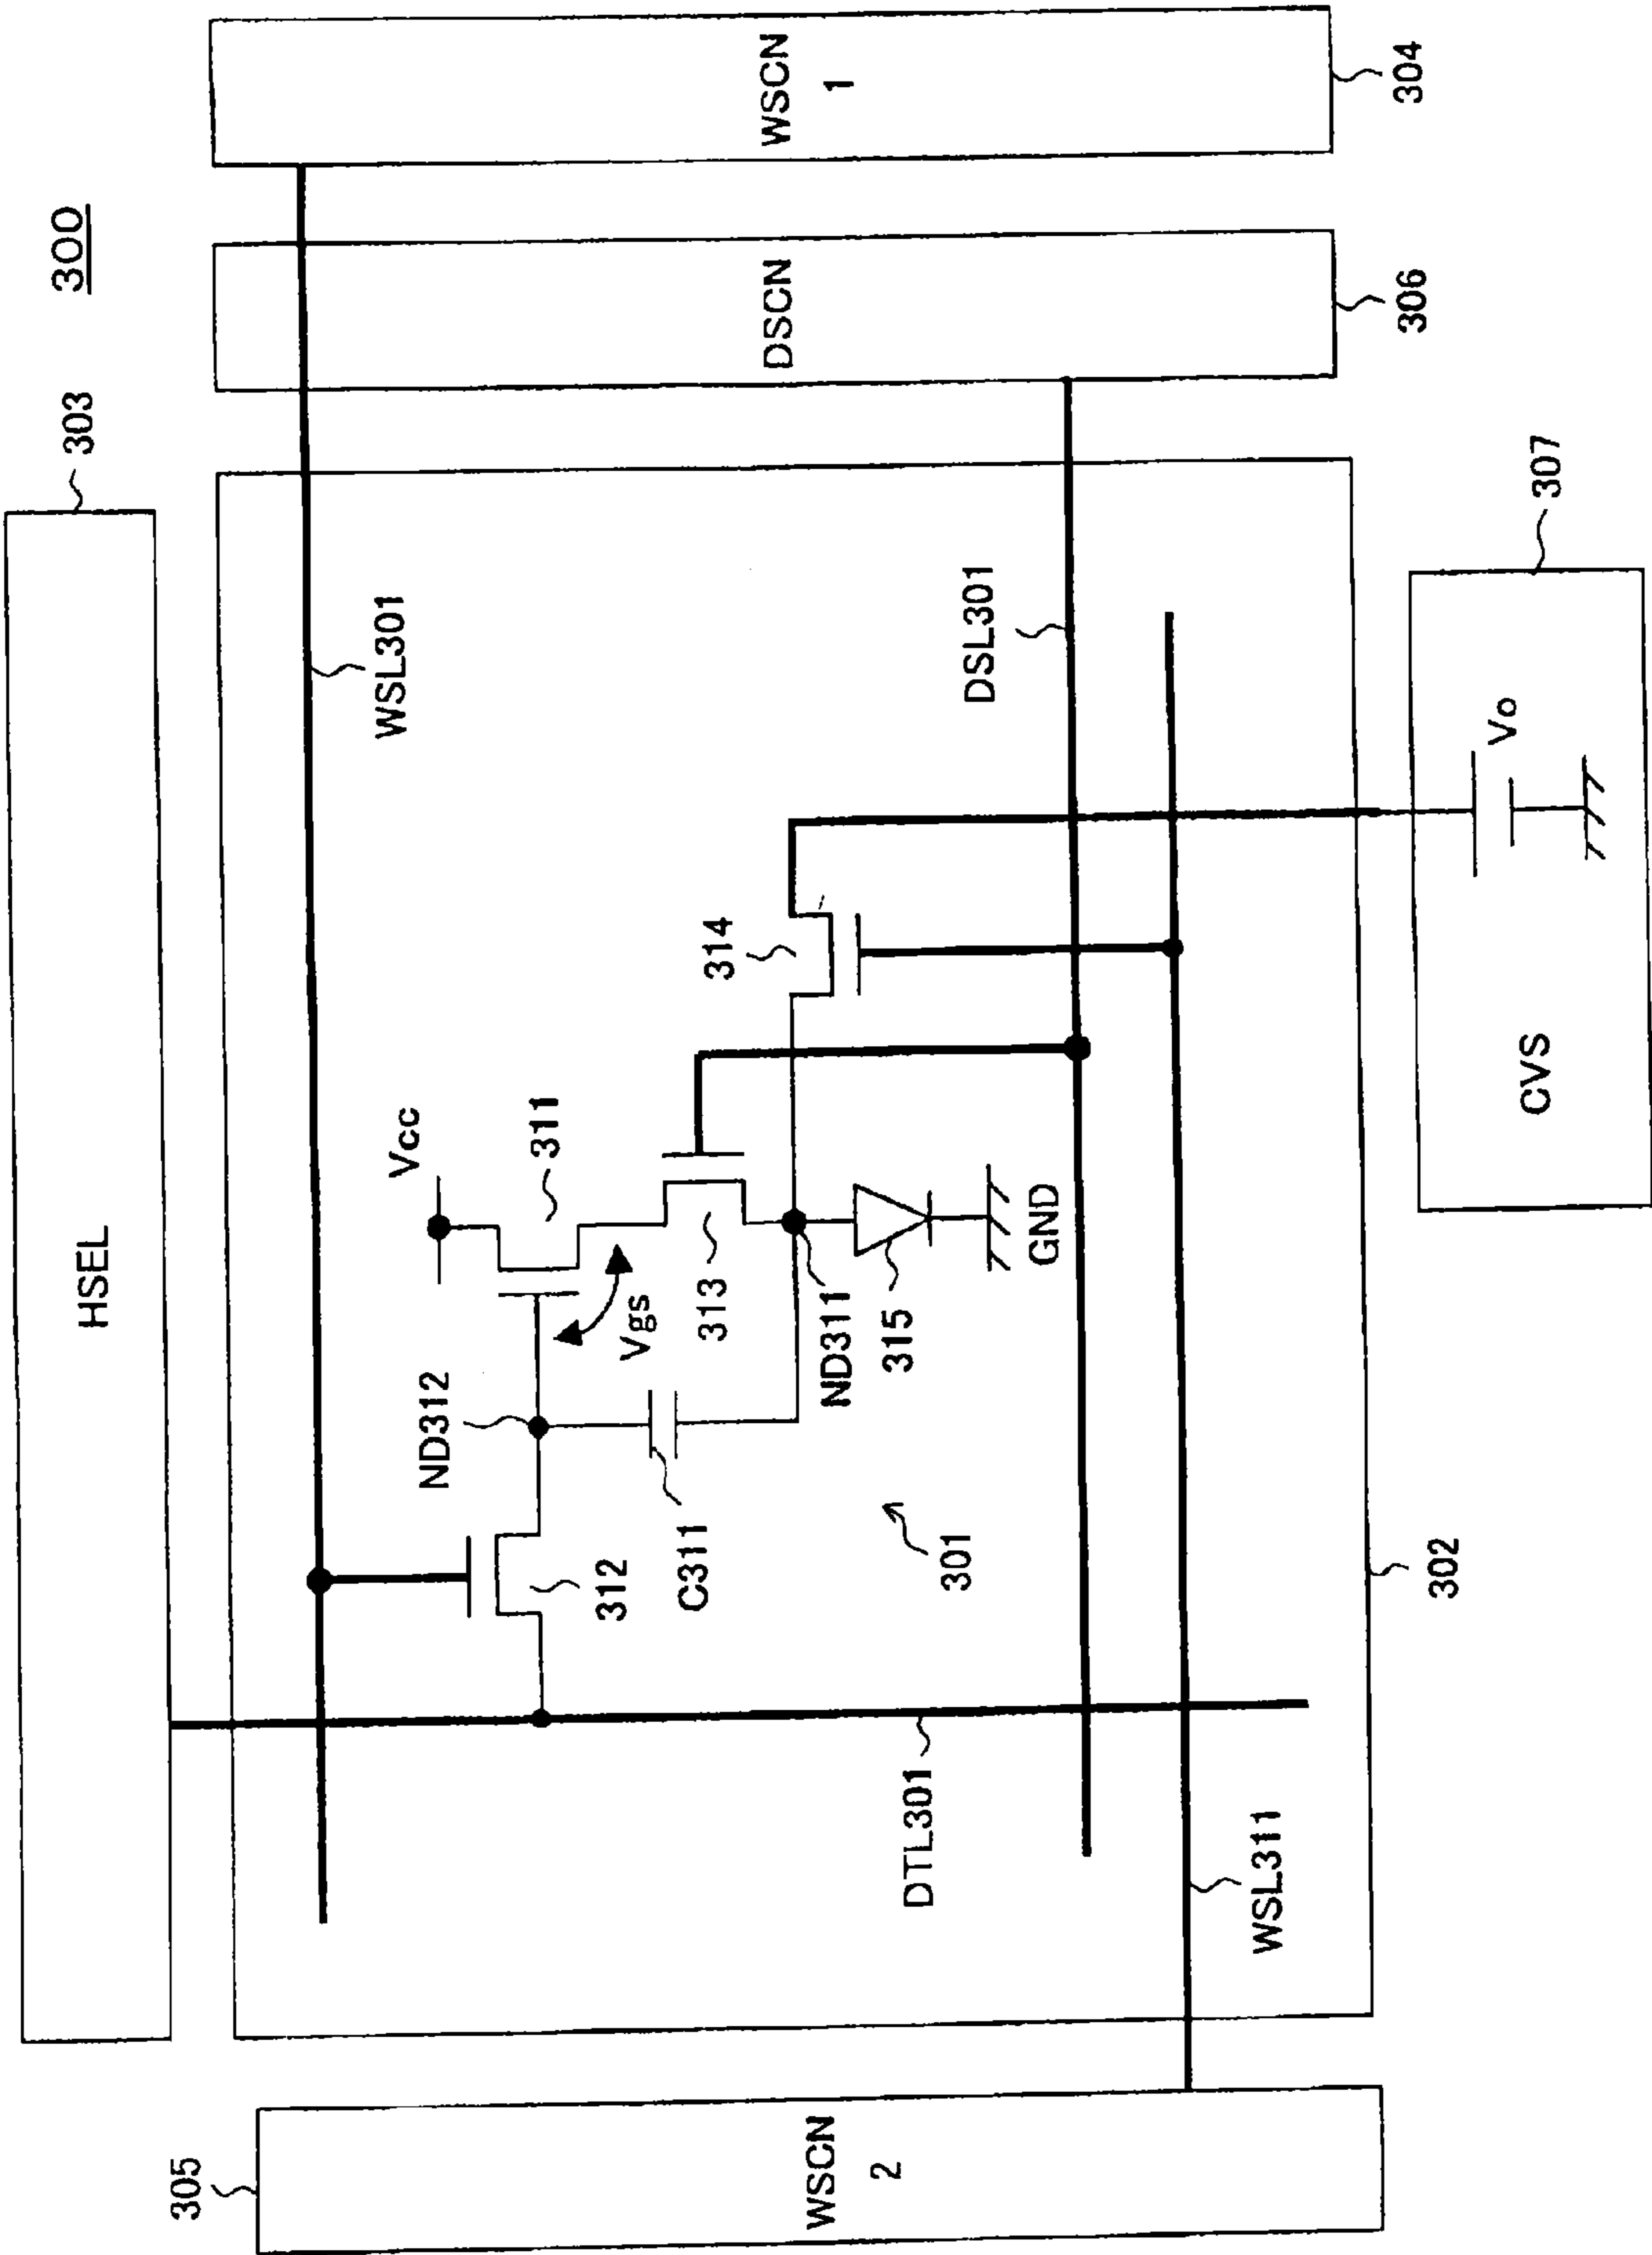 300
303
HSEL
305
WSCN
2
WSCN
1
304
DSCN
306
WSL301
Vcc
ND312
311
312
Vgs
C311
313
314
ND311
315
GND
301
DSL301
DTL301
WSL311
302
CVS
Vo
307